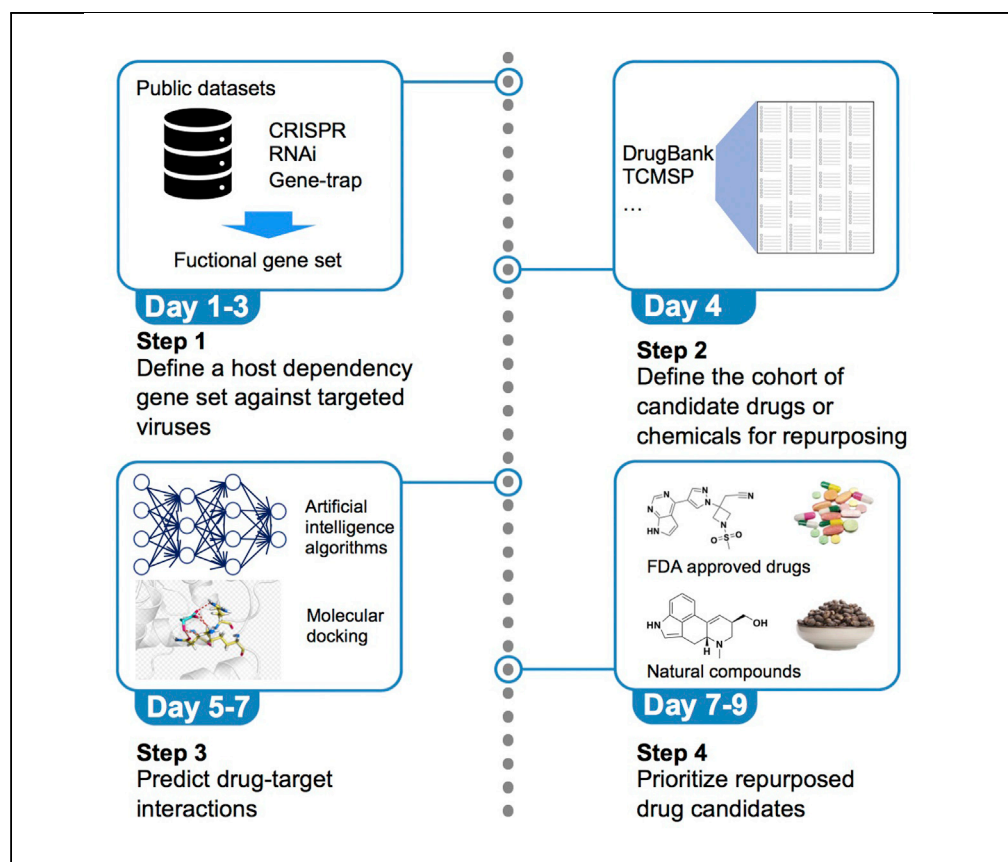 Public datasets
CRISPR
RNAi
Gene-trap
Fuctional gene set
Day 1-3
Step 1
Define a host dependency
gene set against targeted
viruses
DrugBank
TCMSP
...
Day 4
Step 2
Define the cohort of
candidate drugs or
chemicals for repurposing
Artificial
intelligence
algorithms
Molecular
docking
Day 5-7
Step 3
Predict drug-target
interactions
N
N
HN
N
N
CN
N
O=S=O
FDA approved drugs
HN
H
N
OH
Natural compounds
Day 7-9
Step 4
Prioritize repurposed
drug candidates